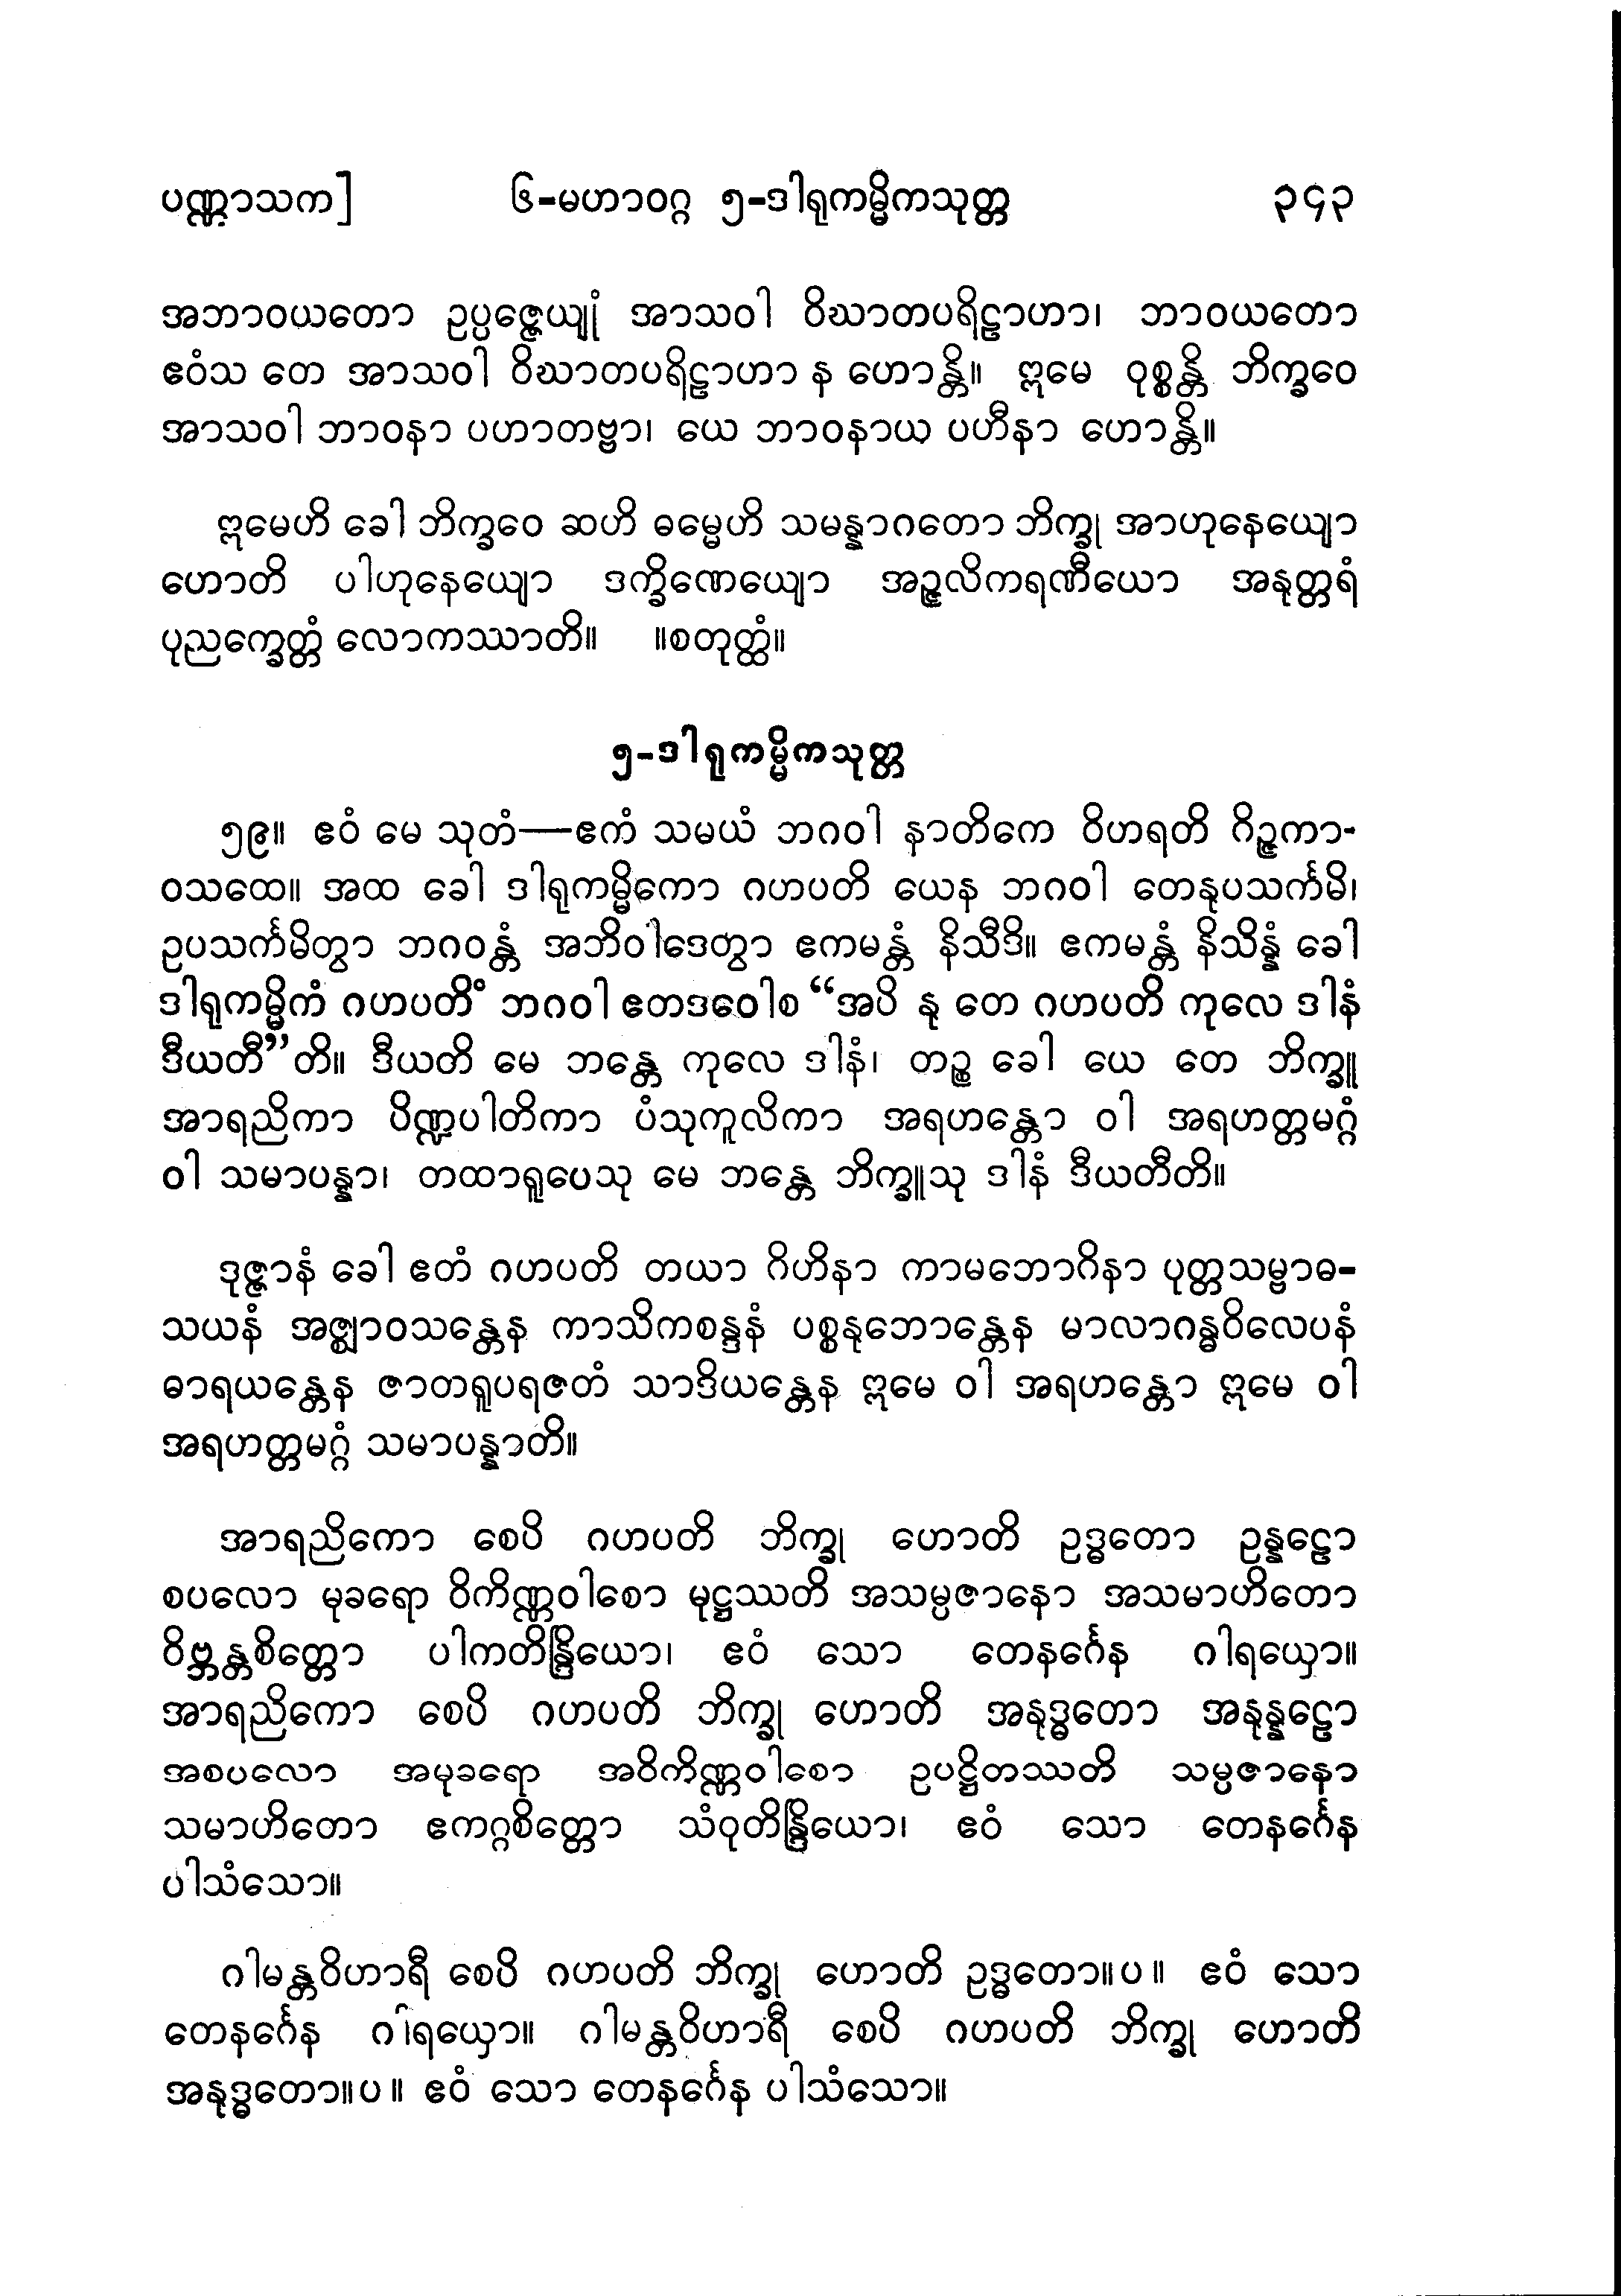 ပဏ္ဏာသက] ၆-မဟာဝဂ္ဂ ၅-ဒါရုကမ္မိကသုတ္တ ၃၄၃
အဘာဝယတော ဥပ္ပဇ္ဇေယျုံ အာသဝါ ဝိဃာတပရိဠာဟာ၊ ဘာဝယတော
ဧဝံသ တေ အာသဝါ ဝိဃာတပရိဠာဟာ န ဟောန္တိ။ ဣမေ ဝုစ္စန္တိ ဘိက္ခဝေ
အာသဝါ ဘာဝနာ ပဟာတဗ္ဗာ၊ ယေ ဘာဝနာယ ပဟီနာ ဟောန္တိ။
ဣမေဟိ ခေါ ဘိက္ခဝေ ဆဟိ ဓမ္မေဟိ သမန္နာဂတော ဘိက္ခု အာဟုနေယျော
ဟောတိ ပါဟုနေယျော ဒက္ခိဏေယျော အဉ္ဇလိကရဏီယော အနုတ္တရံ
ပုညက္ခေတ္တံ လောကဿာတိ။ ။စတုတ္ထံ။
၅-ဒါရုကမ္မိကသုတ္တ
၅၉။ ဧဝံ မေ သုတံ—ဧကံ သမယံ ဘဂဝါ နာတိကေ ဝိဟရတိ ဂိဉ္ဇကာ-
ဝသထေ။ အထ ခေါ ဒါရုကမ္မိကော ဂဟပတိ ယေန ဘဂဝါ တေနုပသင်္ကမိ၊
ဥပသင်္ကမိတွာ ဘဂဝန္တံ အဘိဝါဒေတွာ ဧကမန္တံ နိသီဒိ။ ဧကမန္တံ နိသိန္နံ ခေါ
ဒါရုကမ္မိကံ ဂဟပတိံ ဘဂဝါ ဧတဒဝေါစ “အပိ နု တေ ဂဟပတိ ကုလေ ဒါနံ
ဒီယတီ”တိ။ ဒီယတိ မေ ဘန္တေ ကုလေ ဒါနံ၊ တဉ္စ ခေါ ယေ တေ ဘိက္ခူ
အာရညိကာ ပိဏ္ဍပါတိကာ ပံသုကူလိကာ အရဟန္တော ဝါ အရဟတ္တမဂ္ဂံ
ဝါ သမာပန္နာ၊ တထာရူပေသု မေ ဘန္တေ ဘိက္ခူသု ဒါနံ ဒီယတီတိ။
ဒုဇ္ဇာနံ ခေါ ဧတံ ဂဟပတိ တယာ ဂိဟိနာ ကာမဘောဂိနာ ပုတ္တသမ္ဗာဓ-
သယနံ အဇ္ဈာဝသန္တေန ကာသိကစန္ဒနံ ပစ္စနုဘောန္တေန မာလာဂန္ဓဝိလေပနံ
ဓာရယန္တေန ဇာတရူပရဇတံ သာဒိယန္တေန ဣမေ ဝါ အရဟန္တော ဣမေ ဝါ
အရဟတ္တမဂ္ဂံ သမာပန္နာတိ။
အာရညိကော စေပိ ဂဟပတိ ဘိက္ခု ဟောတိ ဥဒ္ဓတော ဥန္နဠော
စပလော မုခရော ဝိကိဏ္ဏဝါစော မုဋ္ဌဿတိ အသမ္ပဇာနော အသမာဟိတော
ဝိဗ္ဘန္တစိတ္တော ပါကတိန္ဒြိယော၊ ဧဝံ သော တေနင်္ဂေန ဂါရယှော။
အာရညိကော စေပိ ဂဟပတိ ဘိက္ခု ဟောတိ အနုဒ္ဓတော အနုန္နဠော
အစပလော အမုခရော အဝိကိဏ္ဏဝါစော ဥပဋ္ဌိတဿတိ သမ္ပဇာနော
သမာဟိတော ဧကဂ္ဂစိတ္တော သံဝုတိန္ဒြိယော၊ ဧဝံ သော တေနင်္ဂေန
ပါသံသော။
ဂါမန္တဝိဟာရီ စေပိ ဂဟပတိ ဘိက္ခု ဟောတိ ဥဒ္ဓတော။ပ။ ဧဝံ သော
တေနင်္ဂေန ဂါရယှော။ ဂါမန္တဝိဟာရီ စေပိ ဂဟပတိ ဘိက္ခု ဟောတိ
အနုဒ္ဓတော။ပ။ ဧဝံ သော တေနင်္ဂေန ပါသံသော။